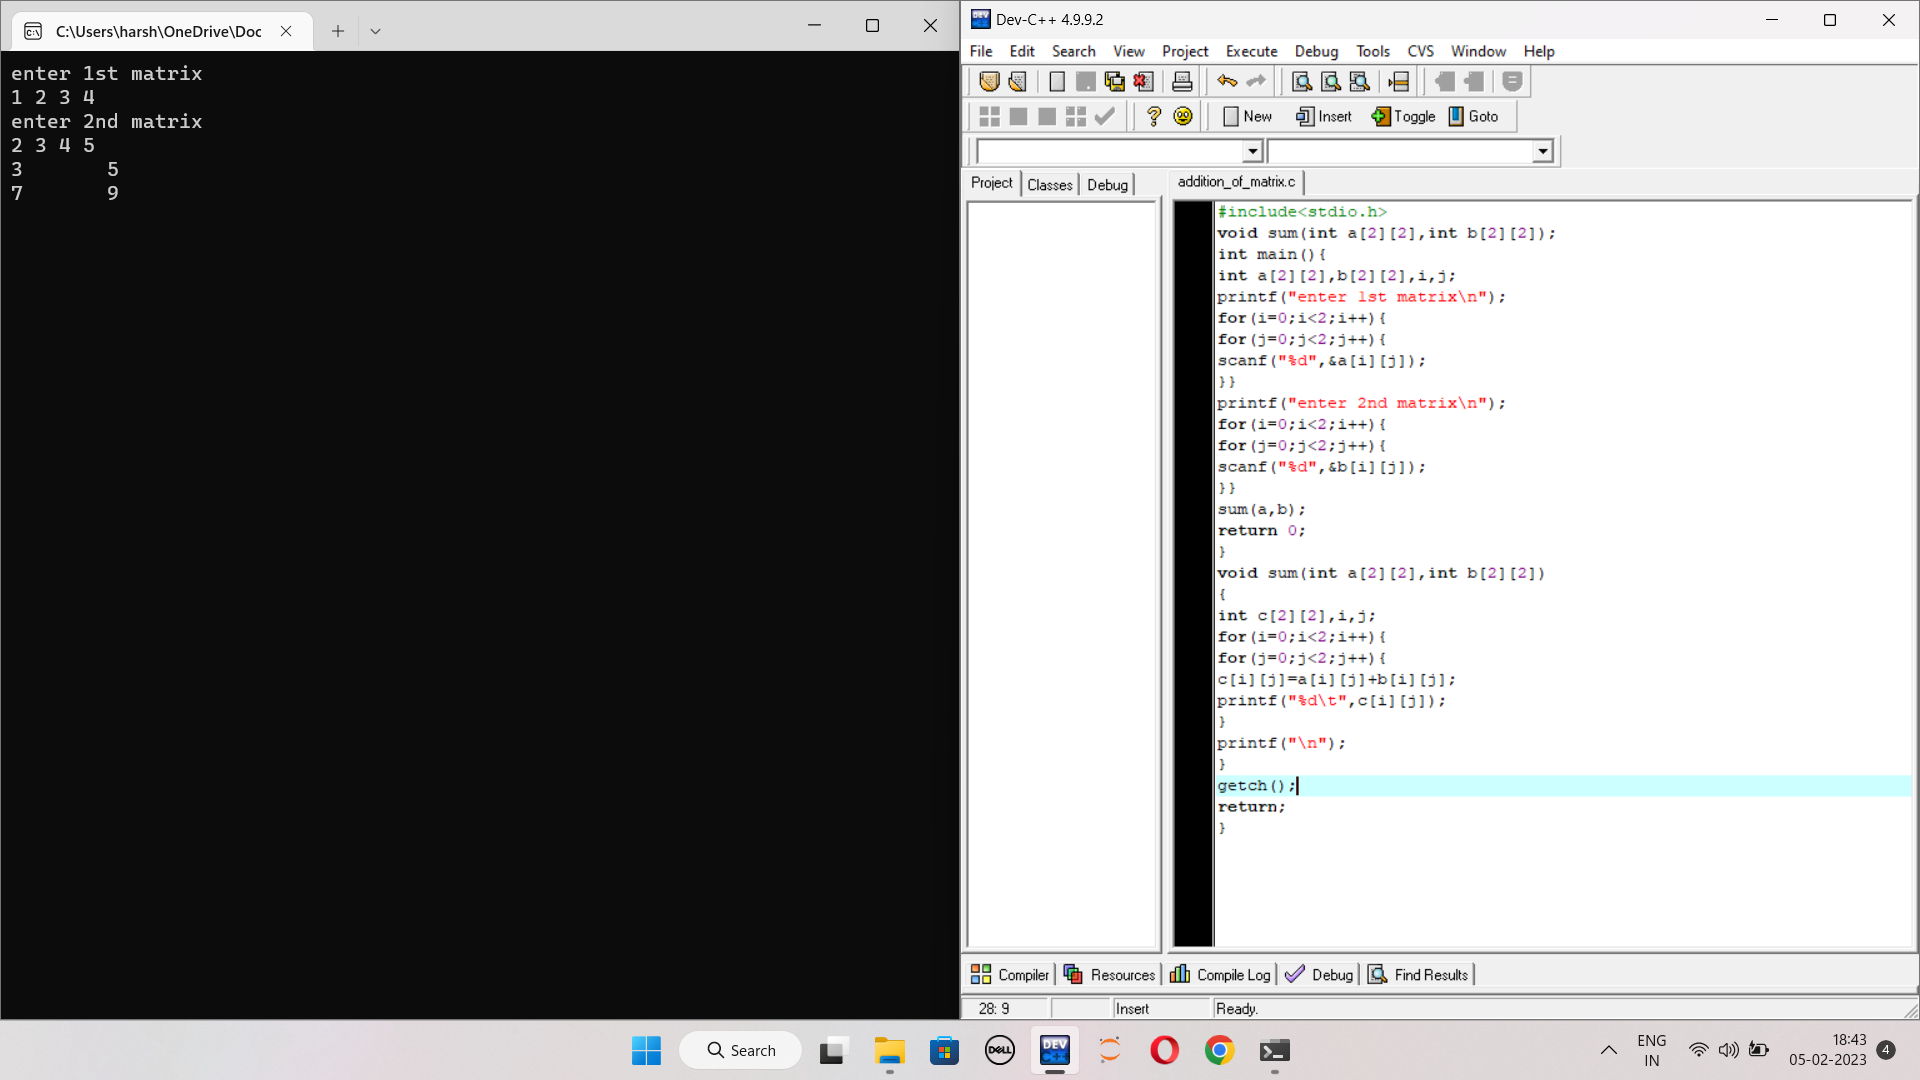 C:\Users\harsh\OneDrive\Doc
enter 1st matrix
1 2 3 4
enter 2nd matrix
2 3 4 5
3 5
7 9
Dev-C++ 4.9.9.2
File Edit Search View Project Execute Debug Tools CVS Window Help
New Insert Toggle Goto
Project Classes Debug
addition_of_matrix.c
#include<stdio.h>
void sum(int a[2][2],int b[2][2]);
int main(){
int a[2][2],b[2][2],i,j;
printf("enter 1st matrix\n");
for(i=0;i<2;i++){
for(j=0;j<2;j++){
scanf("%d",&a[i][j]);
}}
printf("enter 2nd matrix\n");
for(i=0;i<2;i++){
for(j=0;j<2;j++){
scanf("%d",&b[i][j]);
}}
sum(a,b);
return 0;
}
void sum(int a[2][2],int b[2][2])
{
int c[2][2],i,j;
for(i=0;i<2;i++){
for(j=0;j<2;j++){
c[i][j]=a[i][j]+b[i][j];
printf("%d\t",c[i][j]);
}
printf("\n");
}
getch();
return;
}
Compiler Resources Compile Log Debug Find Results
28: 9 Insert Ready.
Search
DELL
DEV C++
ENG
IN
18:43
05-02-2023
4